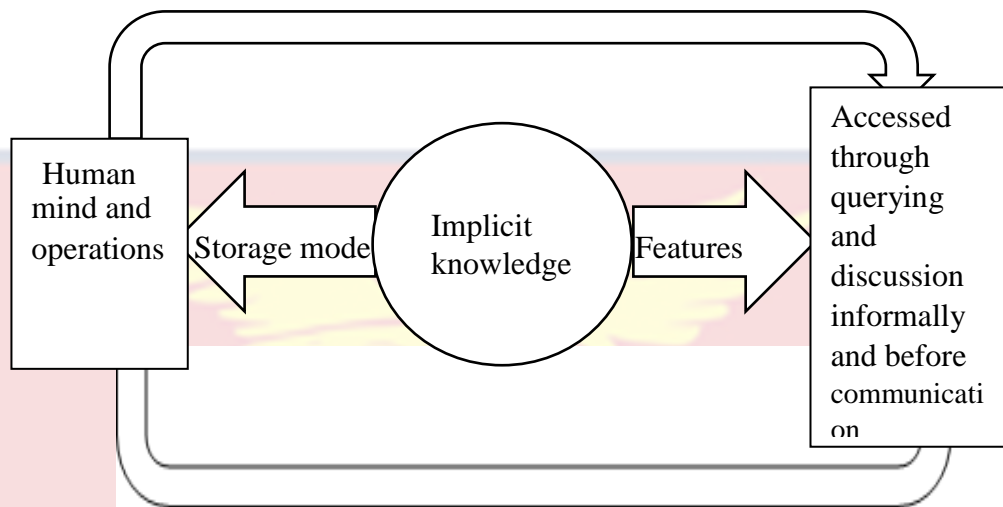 Human
mind and
operations
Storage mode
Implicit
knowledge
Features
Accessed
through
querying
and
discussion
informally
and before
communicati
on